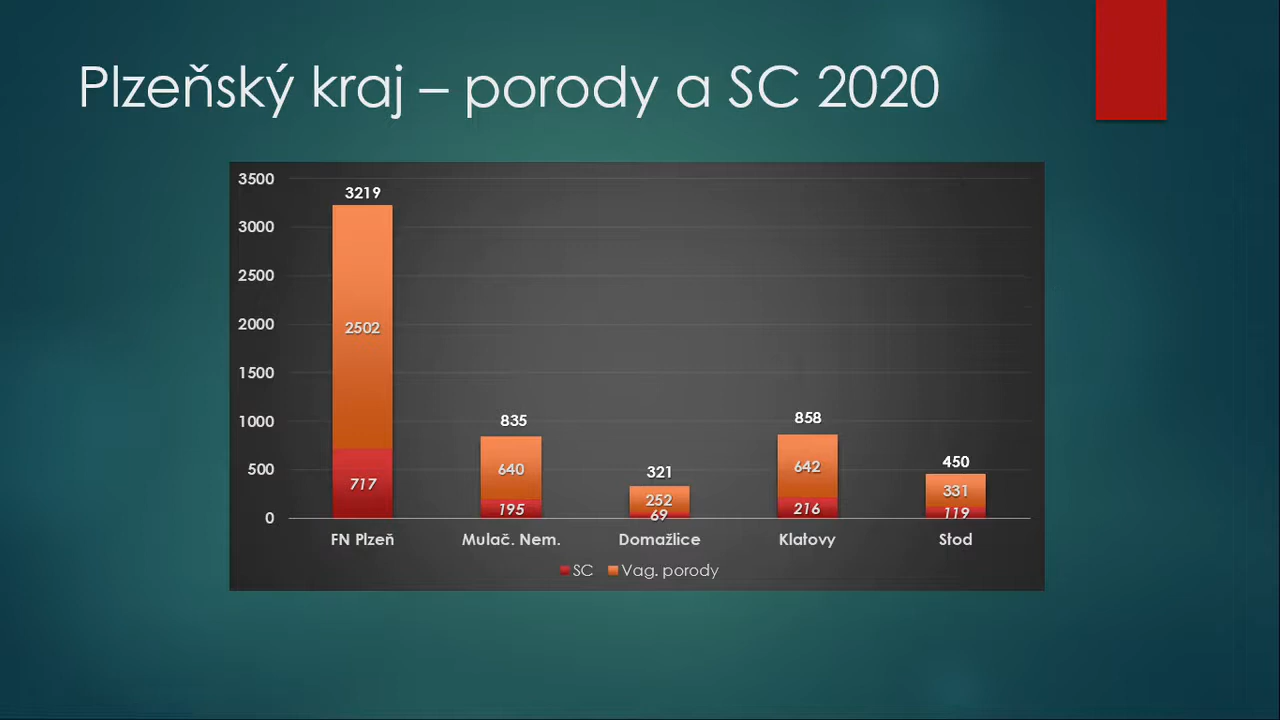 Plzeňský kraj – porody a SC 2020
3500
3000
2500
2000
1500
1000
500
0
3219
2502
717
835
640
195
321
252
69
858
642
216
450
331
119
FN Plzeň
Mulač. Nem.
Domažlice
Klatovy
Stod
SC
Vag. porody